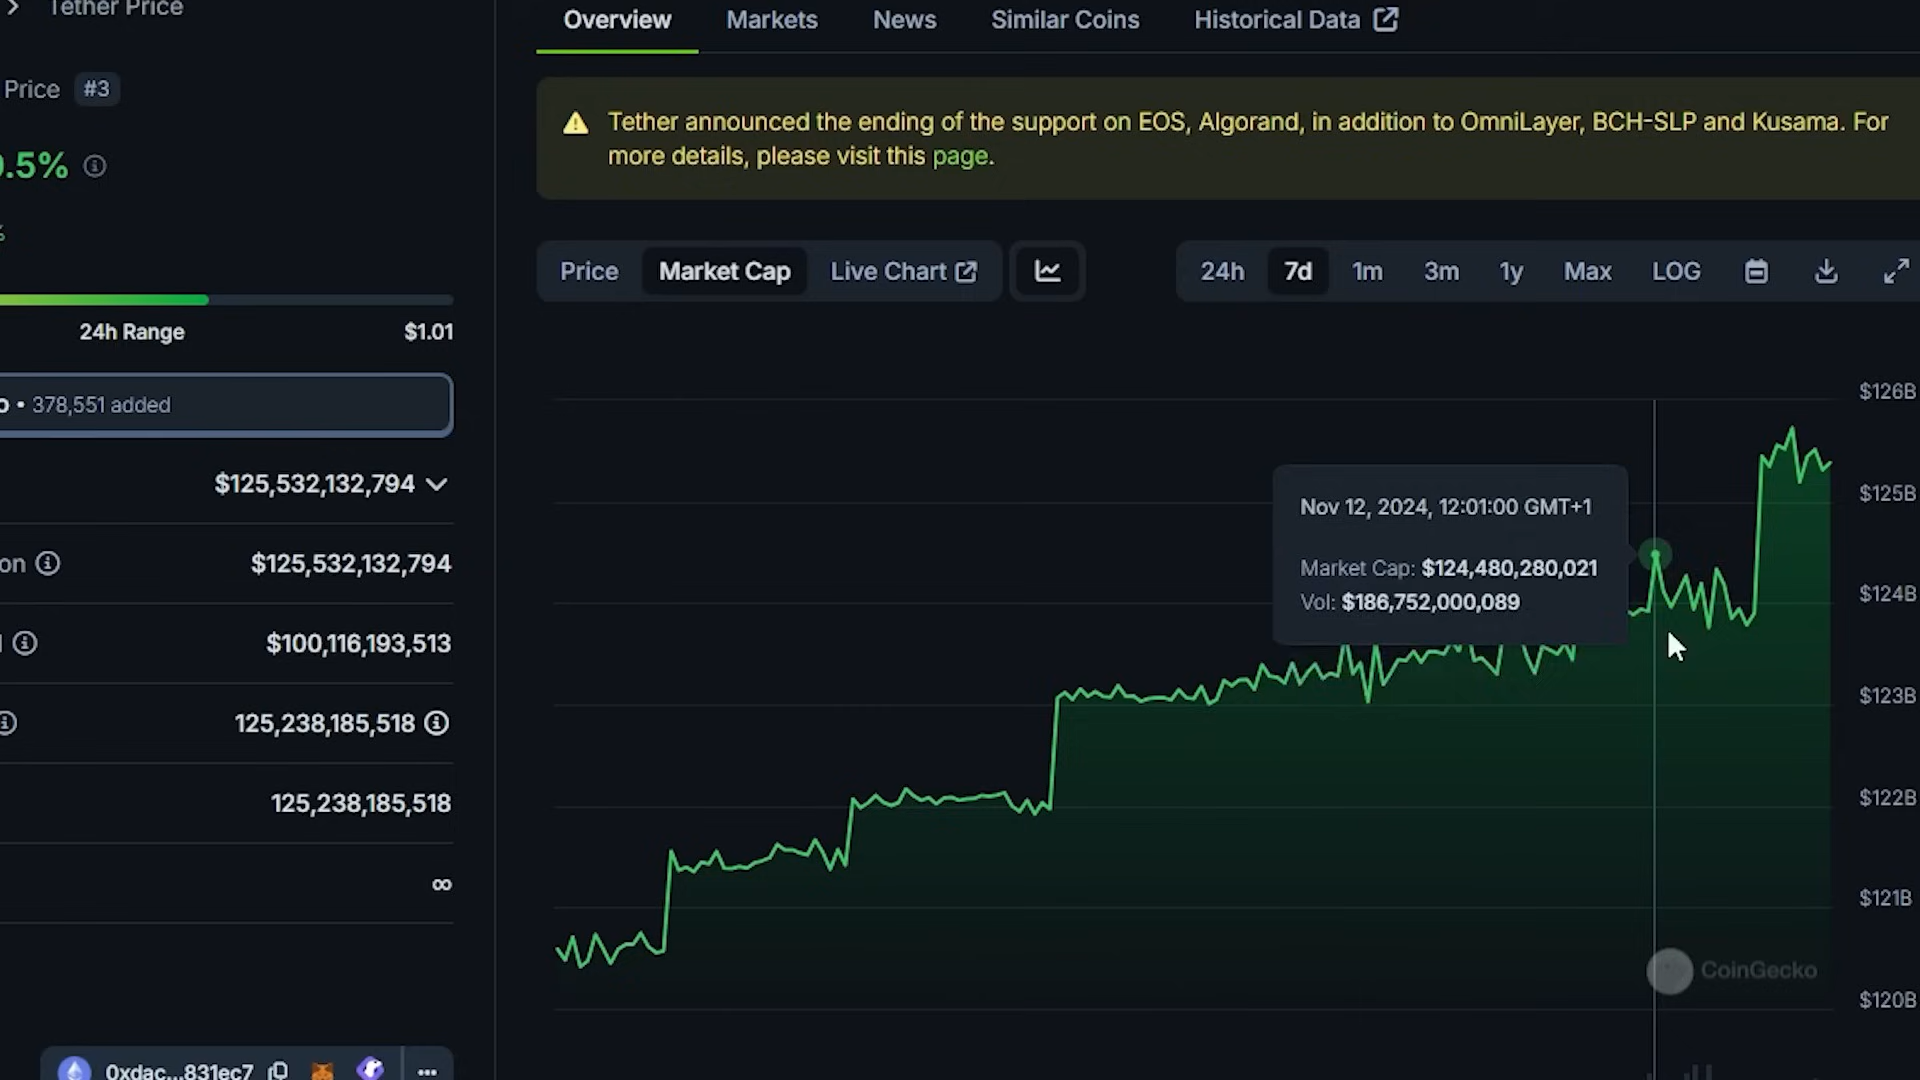 Tether Price
Price #3
0.5%
%
24h Range $1.01
• 378,551 added
$125,532,132,794
on $125,532,132,794
$100,116,193,513
125,238,185,518
125,238,185,518
∞
0xdac...831ec7
Overview Markets News Similar Coins Historical Data
Tether announced the ending of the support on EOS, Algorand, in addition to OmniLayer, BCH-SLP and Kusama. For
more details, please visit this page.
Price Market Cap Live Chart 24h 7d 1m 3m 1y Max LOG
$126B
$125B
$124B
$123B
$122B
$121B
$120B
Nov 12, 2024, 12:01:00 GMT+1
Market Cap: $124,480,280,021
Vol: $186,752,000,089
CoinGecko